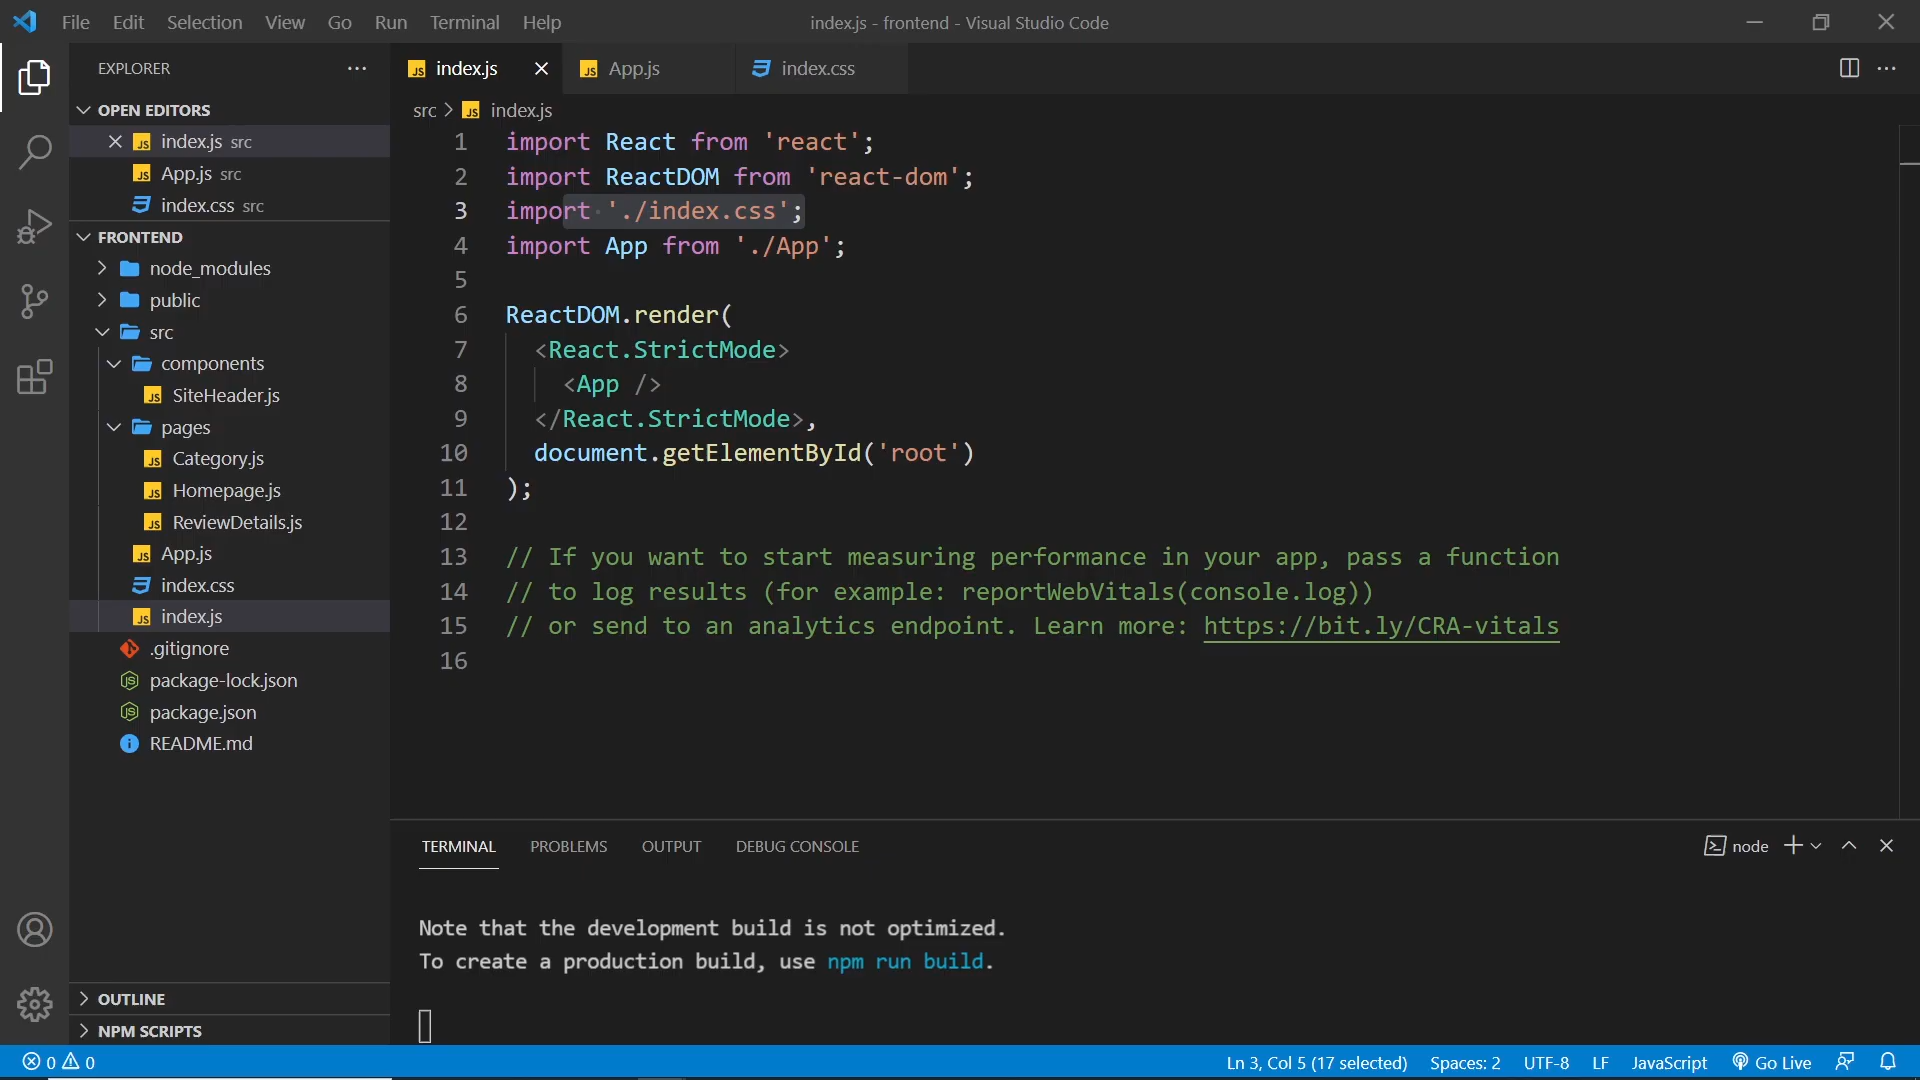 File Edit Selection View Go Run Terminal Help
index.js - frontend - Visual Studio Code
EXPLORER
OPEN EDITORS
index.js src
App.js src
index.css src
FRONTEND
node_modules
public
src
components
SiteHeader.js
pages
Category.js
Homepage.js
ReviewDetails.js
App.js
index.css
index.js
.gitignore
package-lock.json
package.json
README.md
OUTLINE
NPM SCRIPTS
index.js
App.js
index.css
src > index.js
1 import React from 'react';
2 import ReactDOM from 'react-dom';
3 import './index.css';
4 import App from './App';
5
6 ReactDOM.render(
7 <React.StrictMode>
8 <App />
9 </React.StrictMode>,
10 document.getElementById('root')
11 );
12
13 // If you want to start measuring performance in your app, pass a function
14 // to log results (for example: reportWebVitals(console.log))
15 // or send to an analytics endpoint. Learn more: https://bit.ly/CRA-vitals
16
TERMINAL PROBLEMS OUTPUT DEBUG CONSOLE
node
Note that the development build is not optimized.
To create a production build, use npm run build.
0 0
Ln 3, Col 5 (17 selected) Spaces: 2 UTF-8 LF JavaScript Go Live